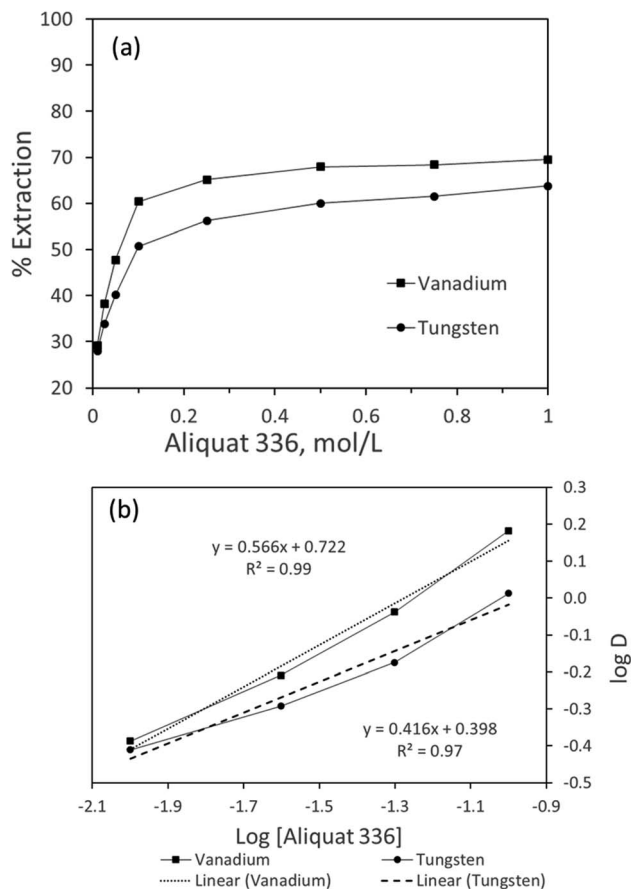 (a)
100
90
80
70
60
50
40
30
20
% Extraction
Vanadium
Tungsten
0 0.2 0.4 0.6 0.8 1
Aliquat 336, mol/L
(b)
0.3
0.2
0.1
0.0
-0.1
-0.2
-0.3
-0.4
-0.5
log D
y = 0.566x + 0.722
R² = 0.99
y = 0.416x + 0.398
R² = 0.97
-2.1 -1.9 -1.7 -1.5 -1.3 -1.1 -0.9
Log [Aliquat 336]
Vanadium Tungsten
Linear (Vanadium) Linear (Tungsten)